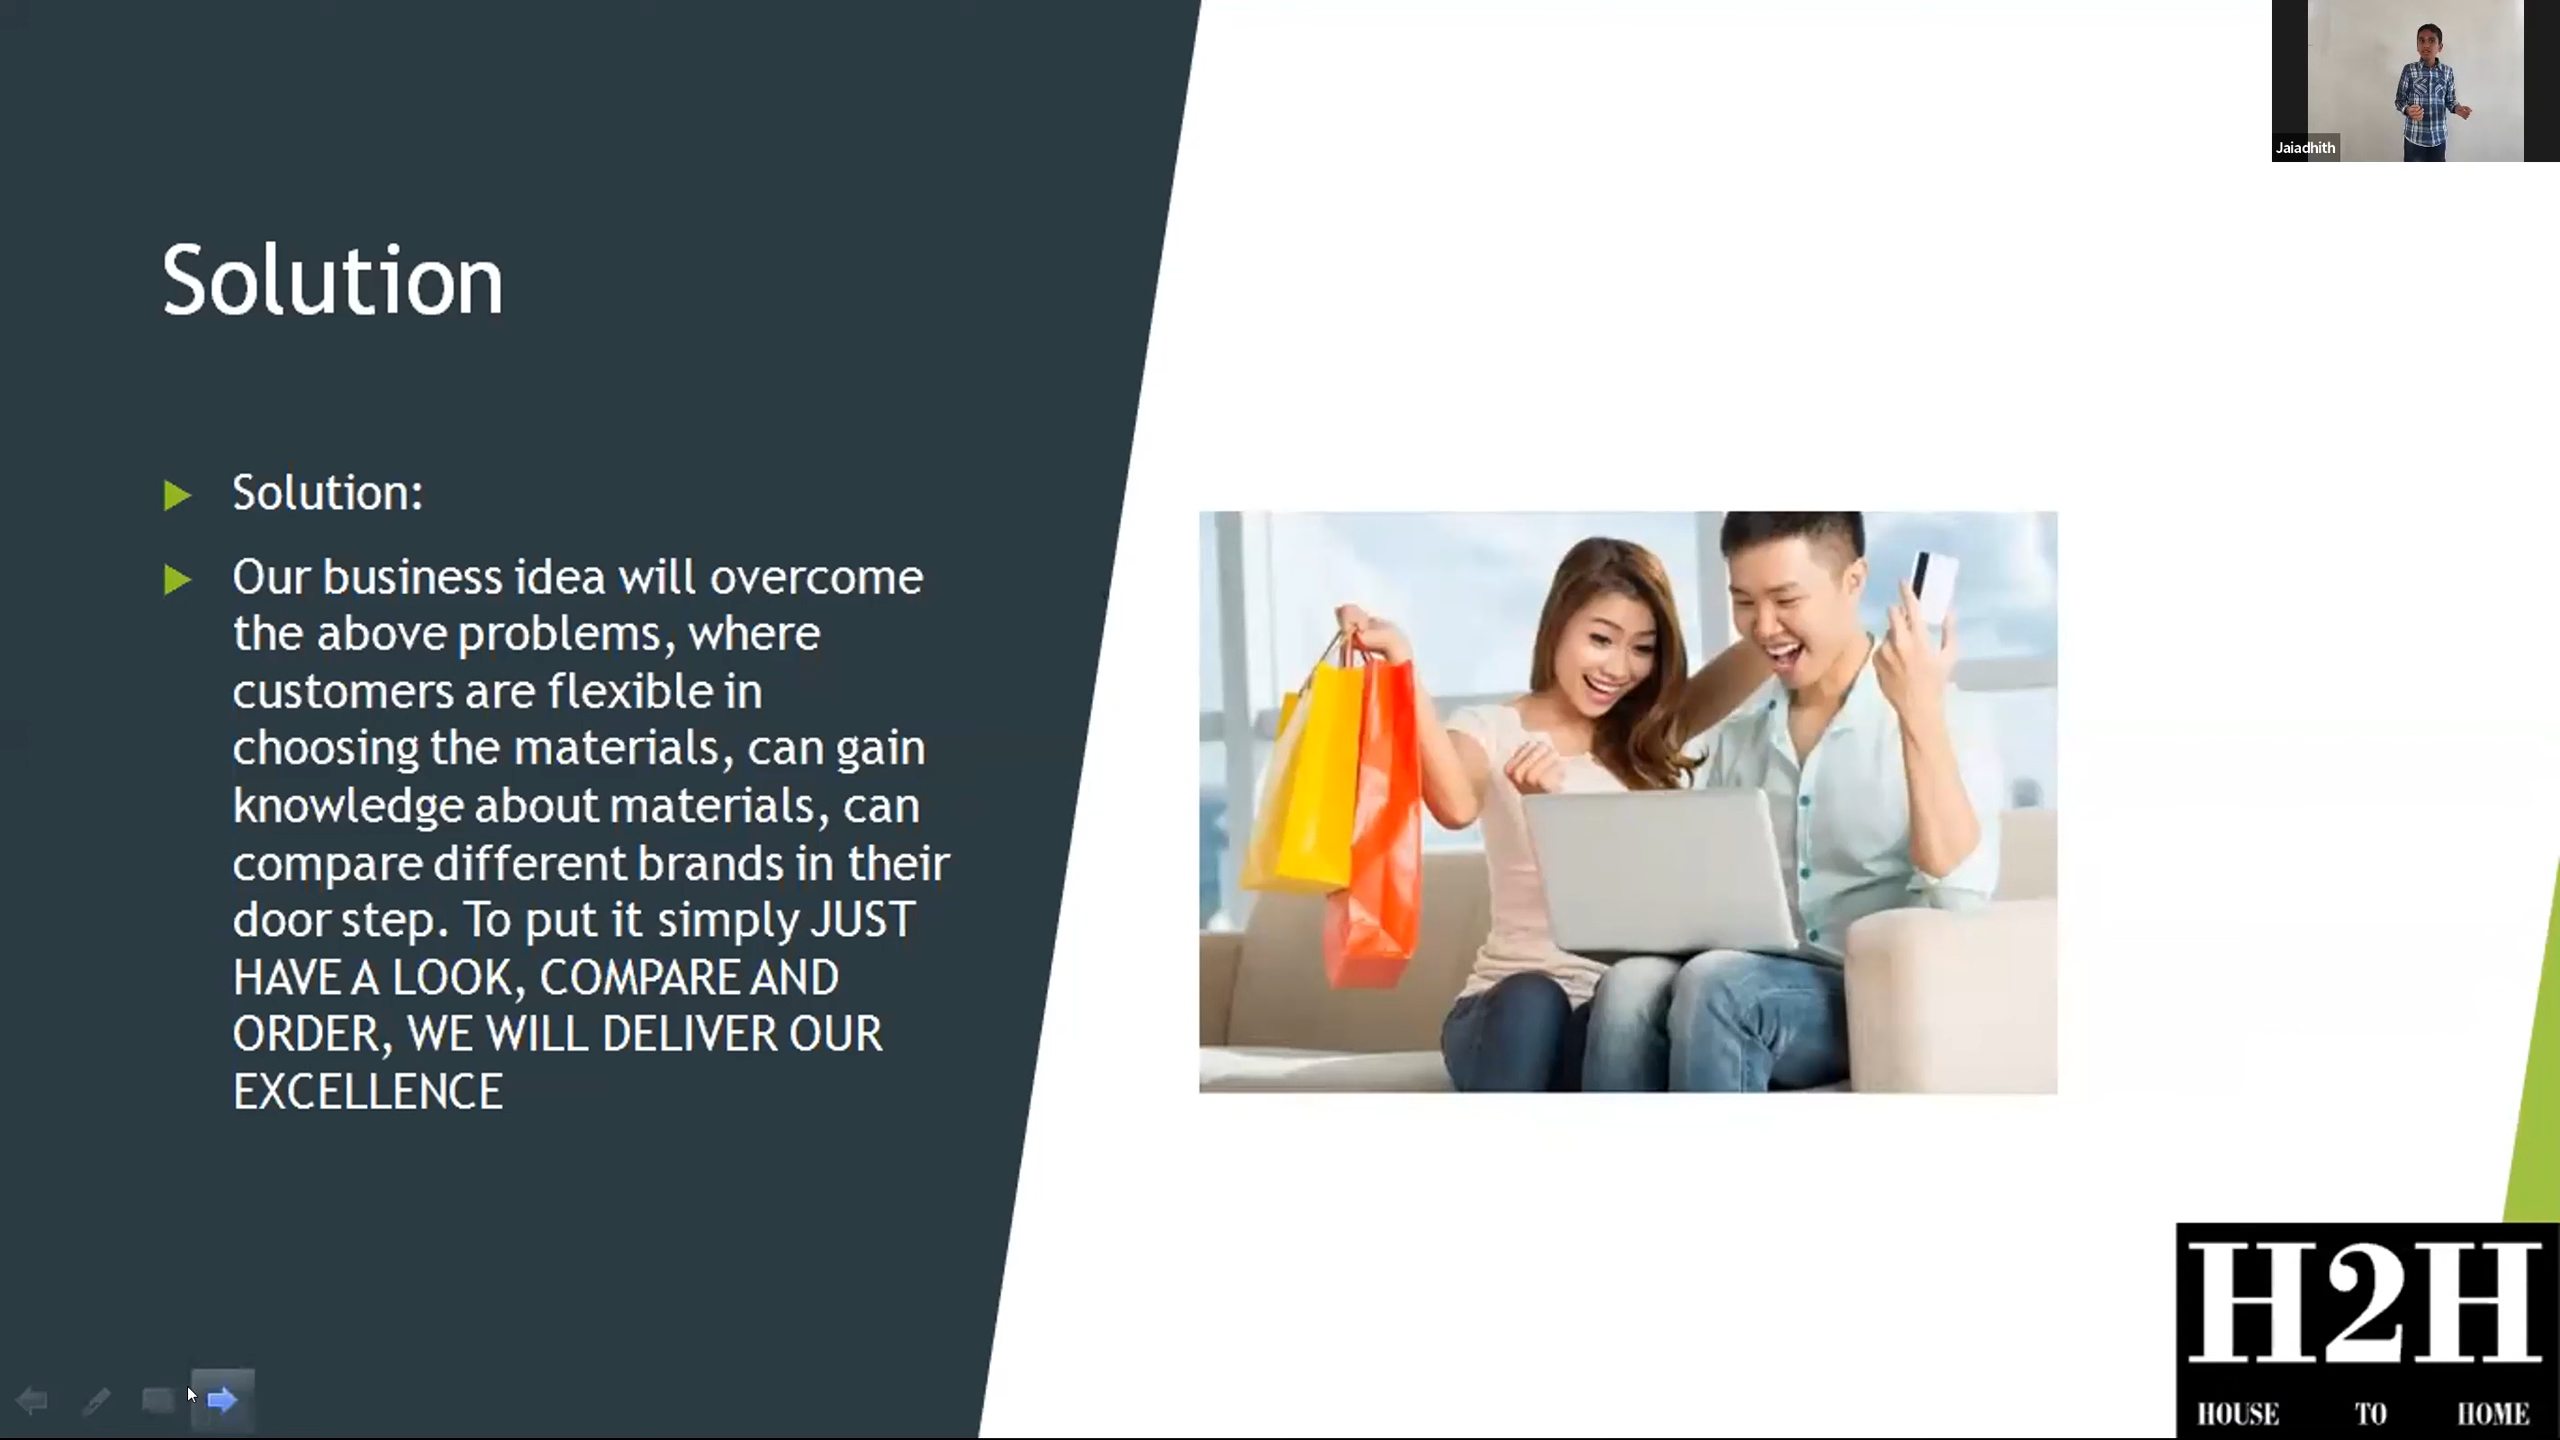 Jaiadhith
Solution
Solution:
Our business idea will overcome
the above problems, where
customers are flexible in
choosing the materials, can gain
knowledge about materials, can
compare different brands in their
door step. To put it simply JUST
HAVE A LOOK, COMPARE AND
ORDER, WE WILL DELIVER OUR
EXCELLENCE
H2H
HOUSE TO HOME